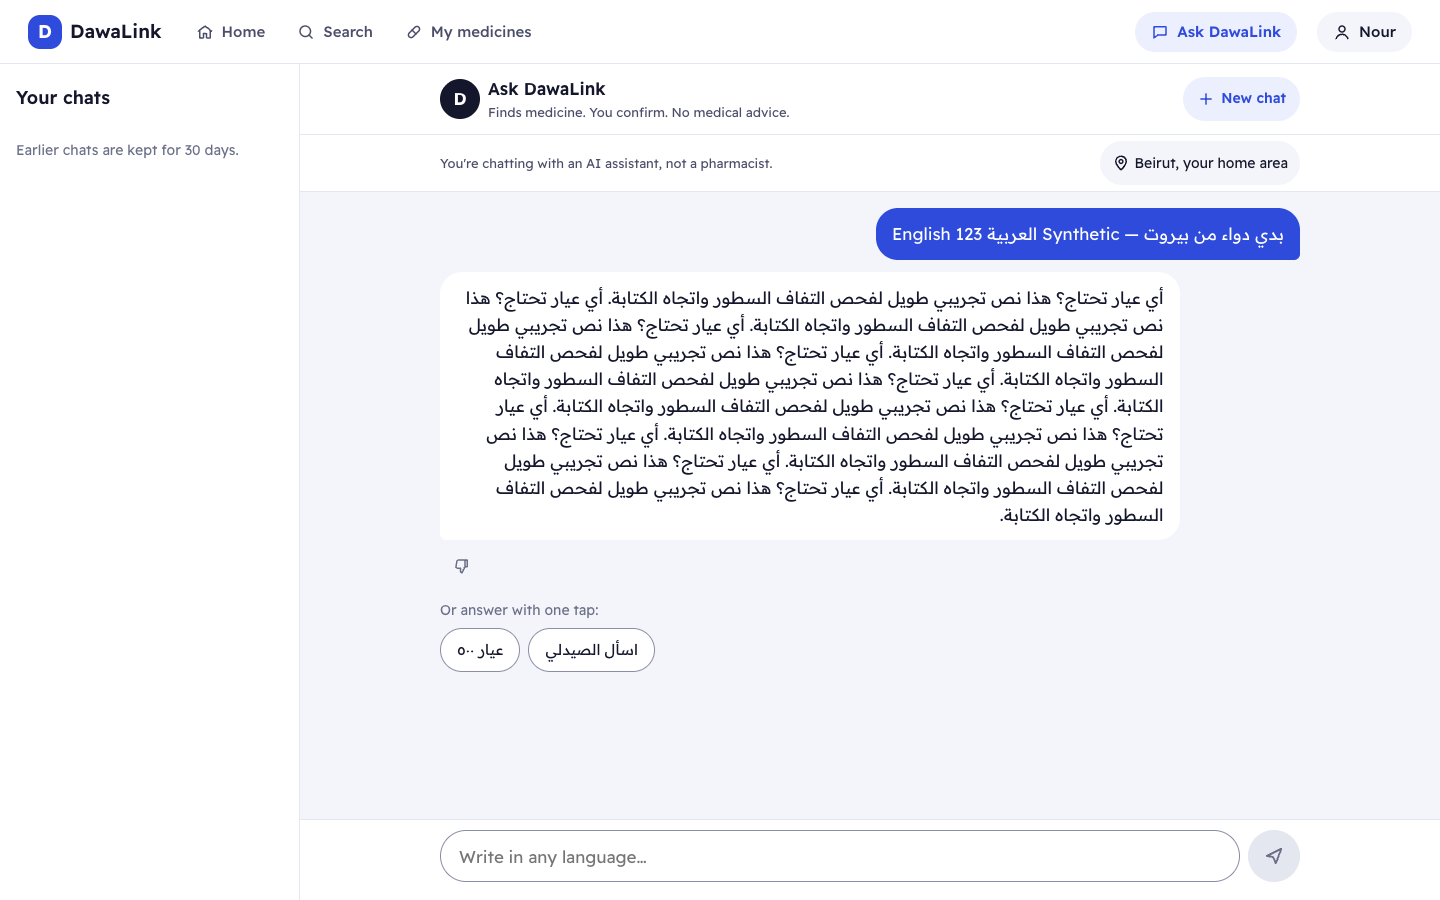 D DawaLink
Home
Search
My medicines
Ask DawaLink
Nour
Your chats
Earlier chats are kept for 30 days.
D
Ask DawaLink
Finds medicine. You confirm. No medical advice.
New chat
You're chatting with an AI assistant, not a pharmacist.
Beirut, your home area
بدي دواء من بيروت — English 123 العربية Synthetic
أي عيار تحتاج؟ هذا نص تجريبي طويل لفحص التفاف السطور واتجاه الكتابة. أي عيار تحتاج؟ هذا
نص تجريبي طويل لفحص التفاف السطور واتجاه الكتابة. أي عيار تحتاج؟ هذا نص تجريبي طويل
لفحص التفاف السطور واتجاه الكتابة. أي عيار تحتاج؟ هذا نص تجريبي طويل لفحص التفاف
السطور واتجاه الكتابة. أي عيار تحتاج؟ هذا نص تجريبي طويل لفحص التفاف السطور واتجاه
الكتابة. أي عيار تحتاج؟ هذا نص تجريبي طويل لفحص التفاف السطور واتجاه الكتابة. أي عيار
تحتاج؟ هذا نص تجريبي طويل لفحص التفاف السطور واتجاه الكتابة. أي عيار تحتاج؟ هذا نص
تجريبي طويل لفحص التفاف السطور واتجاه الكتابة. أي عيار تحتاج؟ هذا نص تجريبي طويل
لفحص التفاف السطور واتجاه الكتابة. أي عيار تحتاج؟ هذا نص تجريبي طويل لفحص التفاف
السطور واتجاه الكتابة.
Or answer with one tap:
عيار ٥٠٠
اسأل الصيدلي
Write in any language...